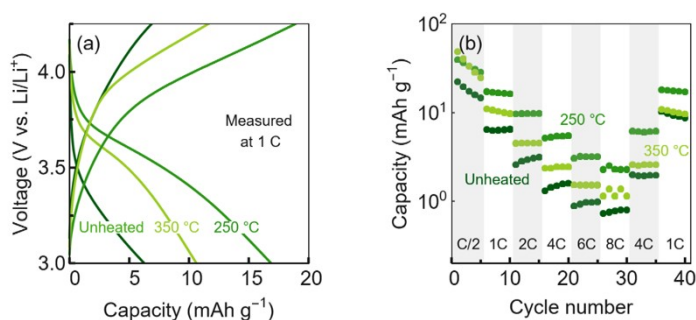 (a)
Measured
at 1 C
Unheated 350 °C 250 °C
Voltage (V vs. Li/Li⁺)
4.0
3.5
3.0
0 5 10 15 20
Capacity (mAh g⁻¹)
(b)
250 °C
350 °C
Unheated
C/2 1C 2C 4C 6C 8C 4C 1C
Capacity (mAh g⁻¹)
10²
10¹
10⁰
0 10 20 30 40
Cycle number